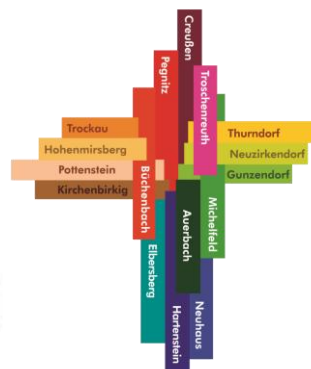 Creußen
Pegnitz
Troschenreuth
Trockau
Thurndorf
Hohenmirsberg
Neuzirkendorf
Pottenstein
Gunzendorf
Kirchenbirkig
Büchenbach
Michelfeld
Auerbach
Elbersberg
Neuhaus
Hartenstein